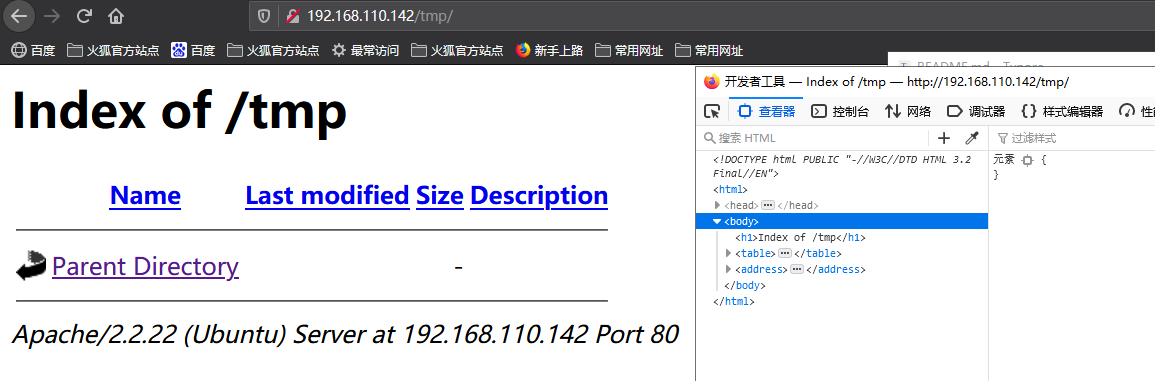 192.168.110.142/tmp/
百度 火狐官方站点 百度 火狐官方站点 最常访问 火狐官方站点 新手上路 常用网址 常用网址
Index of /tmp
Name Last modified Size Description
Parent Directory -
Apache/2.2.22 (Ubuntu) Server at 192.168.110.142 Port 80
README.md - Typora
开发者工具 — Index of /tmp — http://192.168.110.142/tmp/
查看器 控制台 网络 调试器 {} 样式编辑器 性
搜索 HTML
过滤样式
<!DOCTYPE html PUBLIC "-//W3C//DTD HTML 3.2
Final//EN">
<html>
<head> ••• </head>
<body>
<h1>Index of /tmp</h1>
<table> ••• </table>
<address> ••• </address>
</body>
</html>
元素 {
}